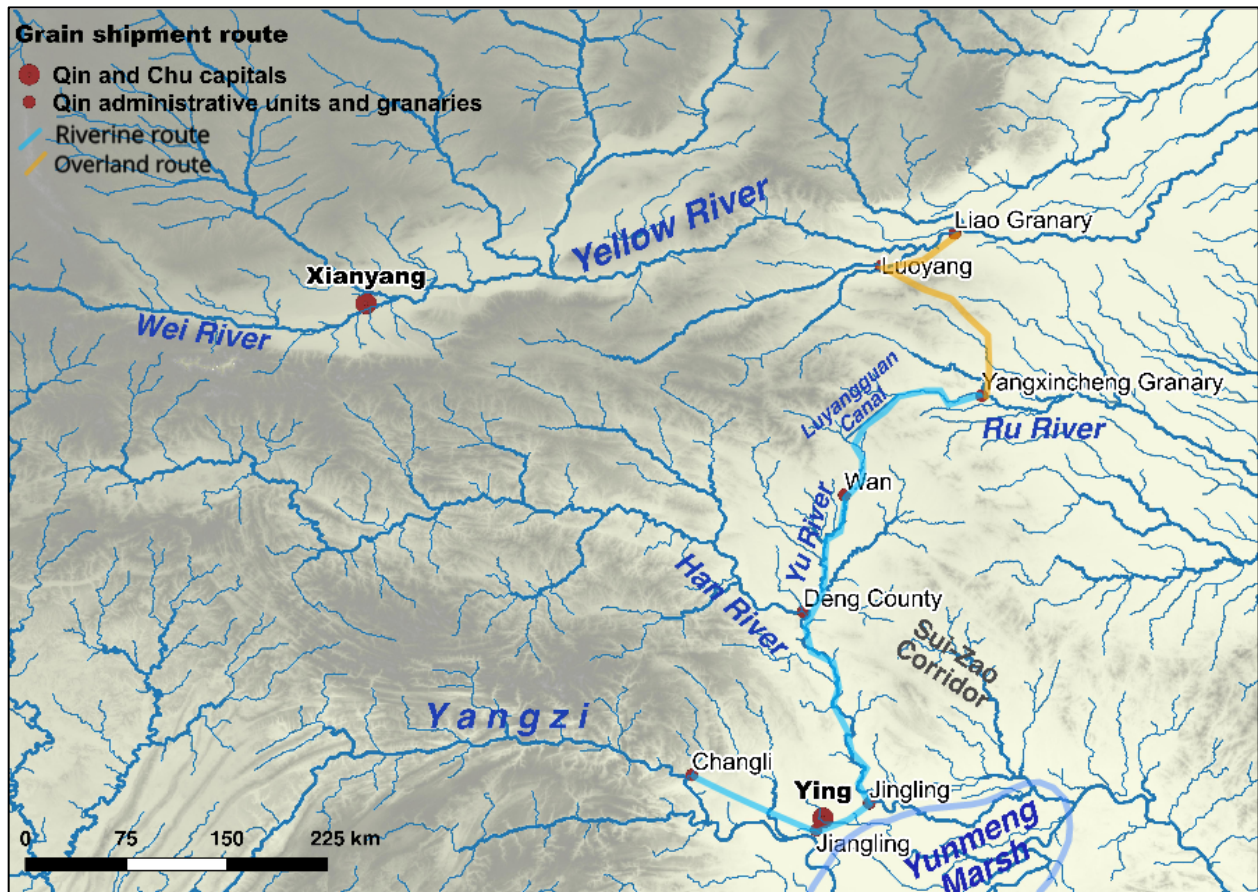 Grain shipment route
Qin and Chu capitals
Qin administrative units and granaries
Riverine route
Overland route
Yellow River
Liao Granary
Luoyang
Xianyang
Wei River
Yangxincheng Granary
Luyangguan
Canal
Ru River
Wan
Yu River
Han River
Deng County
Sui-Zao
Corridor
Yangzi
Changli
Ying
Jingling
Jiangling
Yunmeng
Marsh
0 75 150 225 km